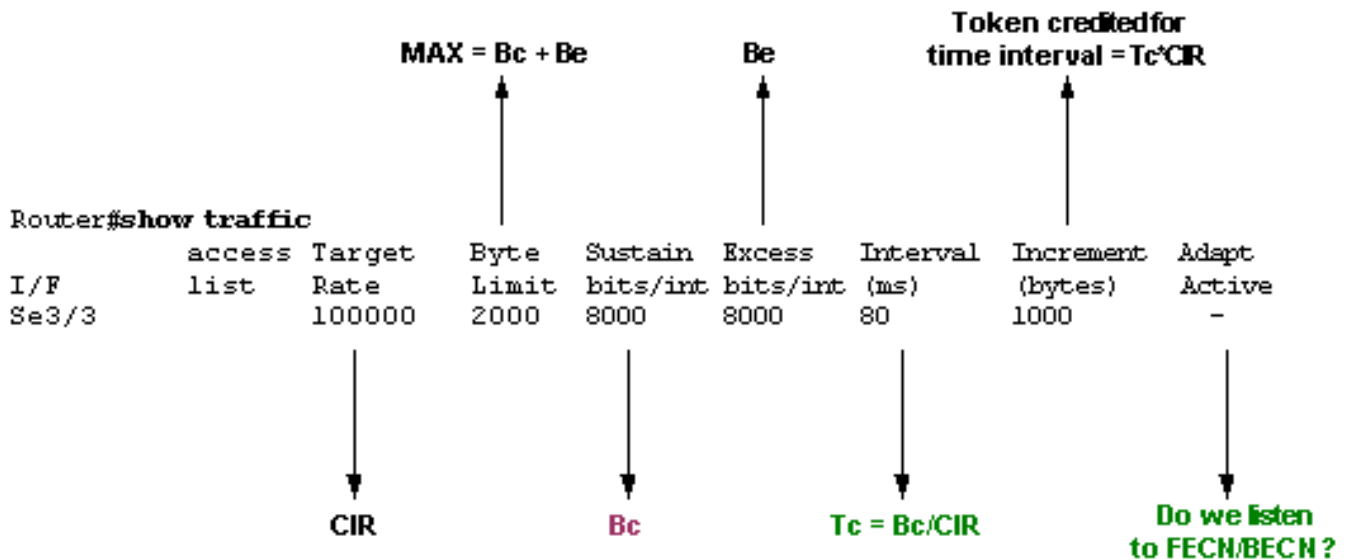 Token credited for
MAX = Bc + Be Be time interval = Tc*CIR
Router#show traffic
access Target Byte Sustain Excess Interval Increment Adapt
I/F list Rate Limit bits/int bits/int (ms) (bytes) Active
Se3/3 100000 2000 8000 8000 80 1000 -
CIR Bc Tc = Bc/CIR Do we listen
to FECN/BECN ?